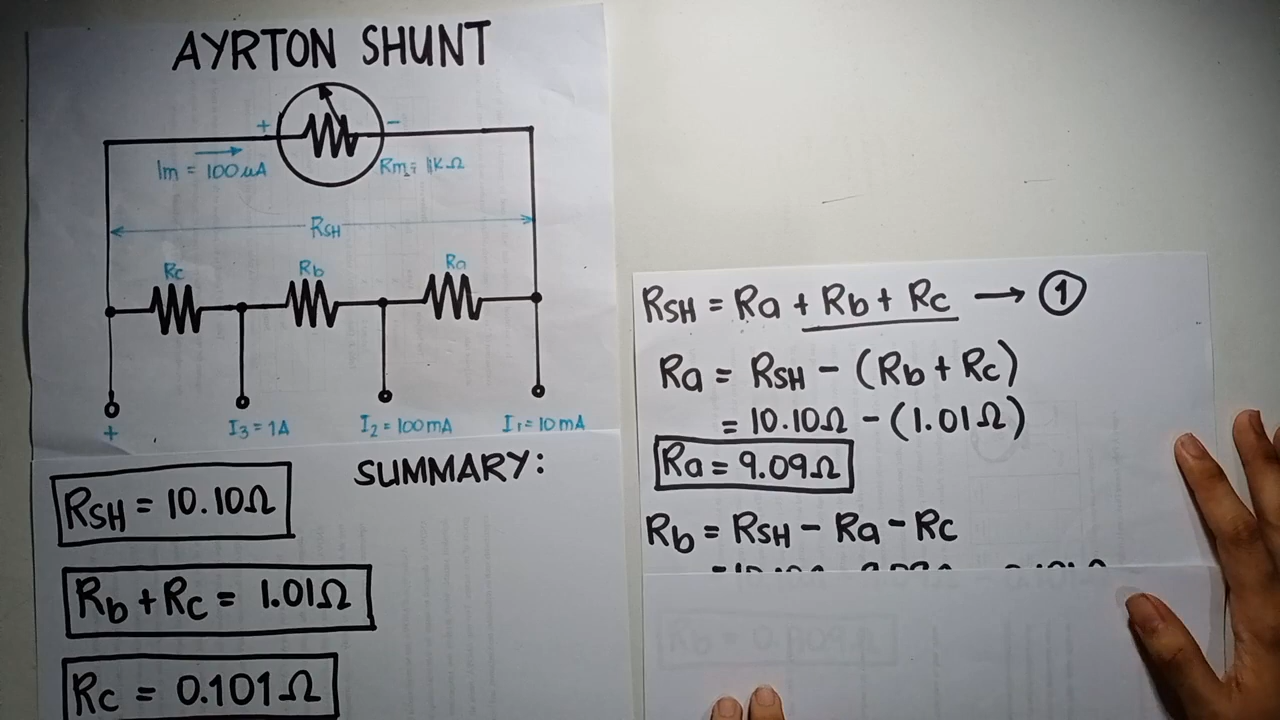 AYRTON SHUNT
+ −
Im = 100μA
Rm = 1KΩ
RSH
Rc Rb Ra
+ I3 = 1A I2 = 100mA I1 = 10mA
SUMMARY:
RSH = 10.10Ω
Rb + Rc = 1.01Ω
Rc = 0.101Ω
RSH = Ra + Rb + Rc → 1
Ra = RSH − (Rb + Rc)
= 10.10Ω − (1.01Ω)
Ra = 9.09Ω
Rb = RSH − Ra − Rc